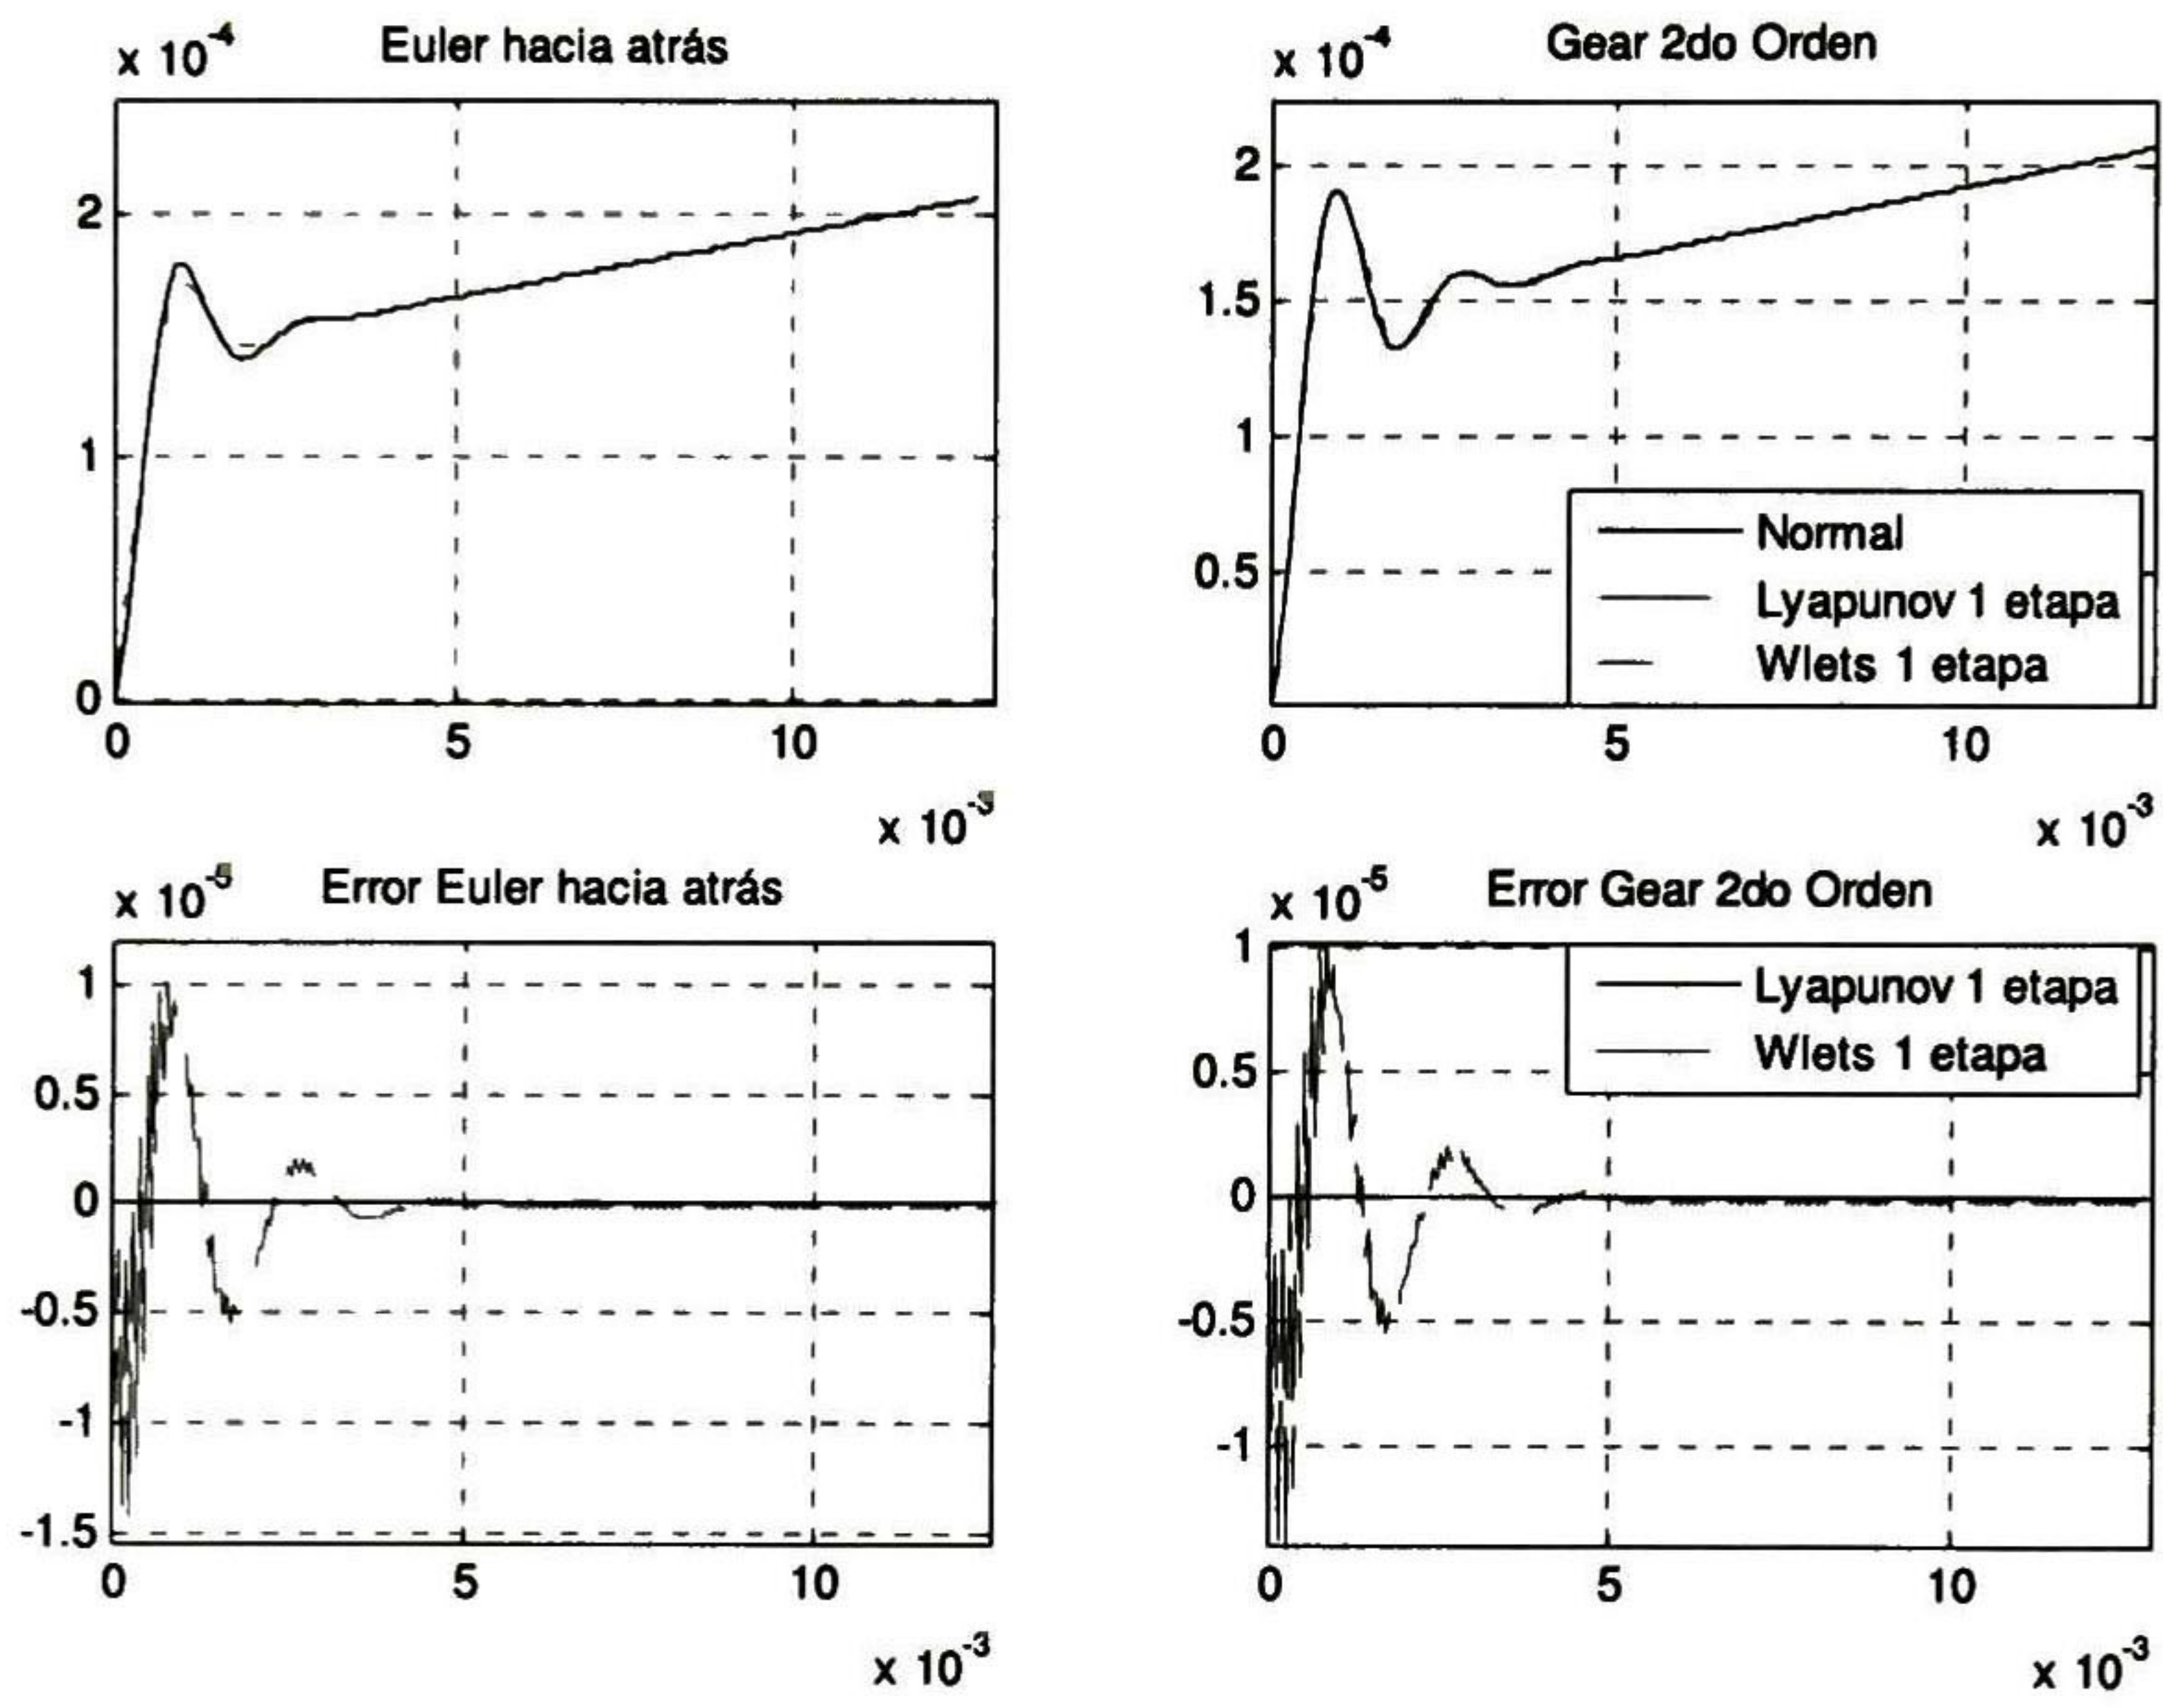 x 10^-4 Euler hacia atrás
2
1
0
0 5 10
x 10^-3
x 10^-4 Gear 2do Orden
2
1.5
1
0.5
Normal
Lyapunov 1 etapa
Wlets 1 etapa
0 5 10
x 10^-3
x 10^-5 Error Euler hacia atrás
1
0.5
0
-0.5
-1
-1.5
0 5 10
x 10^-3
x 10^-5 Error Gear 2do Orden
1
0.5
0
-0.5
-1
Lyapunov 1 etapa
Wlets 1 etapa
0 5 10
x 10^-3